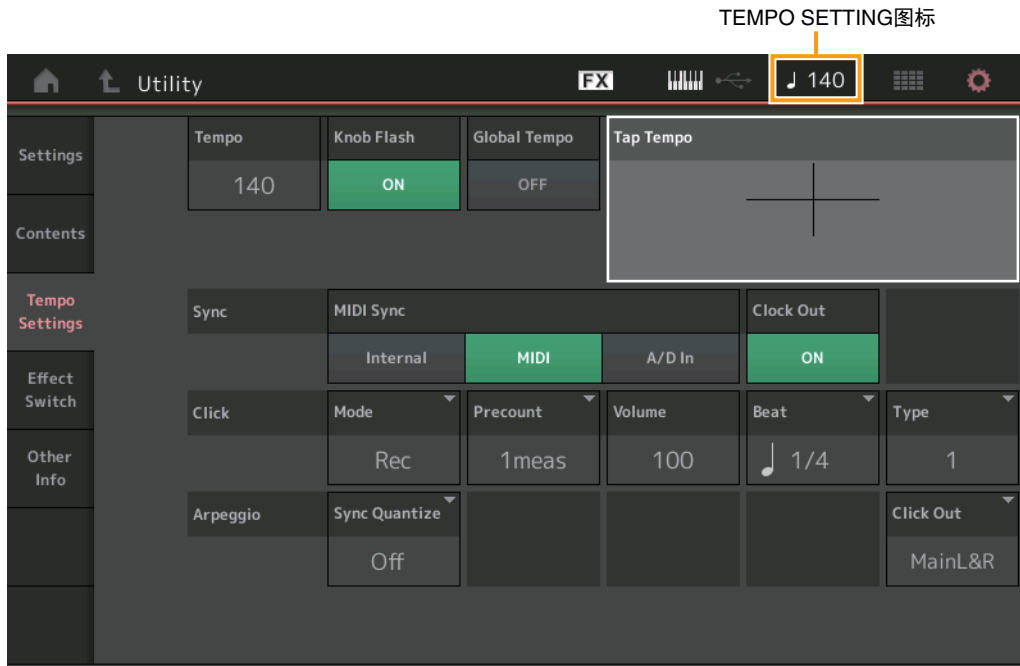 TEMPO SETTING图标
Utility
FX
♩ 140
Settings
Contents
Tempo
Settings
Effect
Switch
Other
Info
Tempo
140
Knob Flash
ON
Global Tempo
OFF
Tap Tempo
Sync
MIDI Sync
Internal
MIDI
A/D In
Clock Out
ON
Click
Mode
Rec
Precount
1meas
Volume
100
Beat
♩ 1/4
Type
1
Arpeggio
Sync Quantize
Off
Click Out
MainL&R